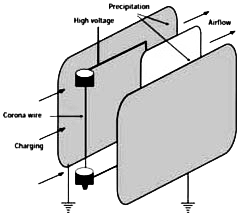 Precipitation
High voltage
Airflow
Corona wire
Charging